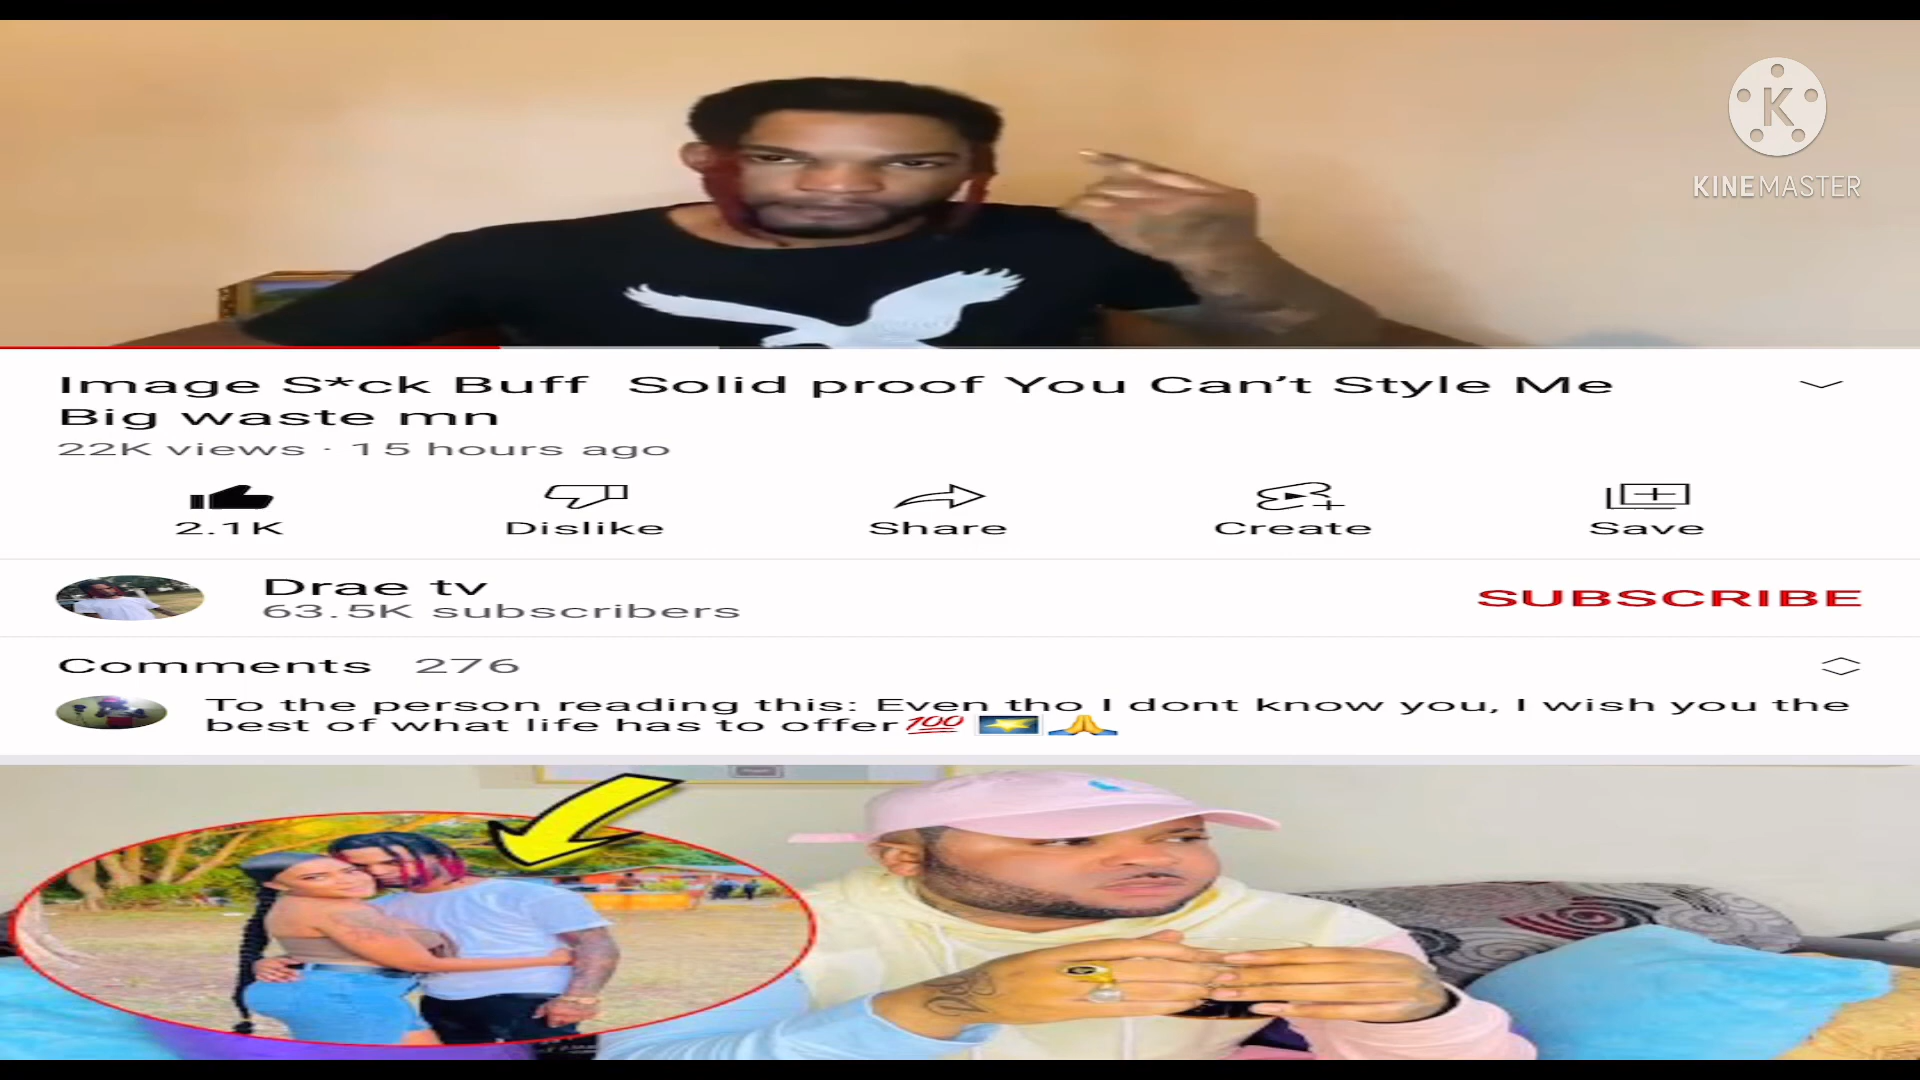 K
KINEMASTER
Image S*ck Buff Solid proof You Can't Style Me
Big waste mn
22K views · 15 hours ago
2.1K
Dislike
Share
Create
Save
Drae tv
63.5K subscribers
SUBSCRIBE
Comments 276
To the person reading this: Even tho I dont know you, I wish you the
best of what life has to offer💯 🌠🙏